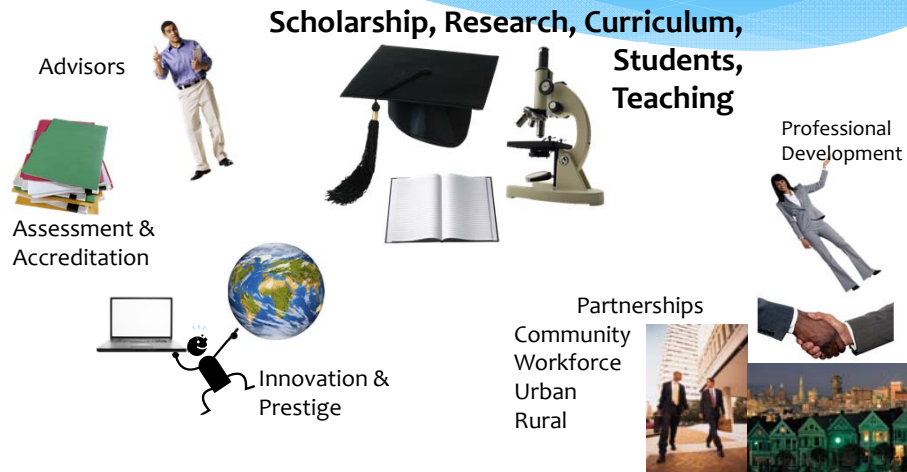 Scholarship, Research, Curriculum,
Students,
Teaching
Advisors
Professional
Development
Assessment &
Accreditation
Innovation &
Prestige
Partnerships
Community
Workforce
Urban
Rural